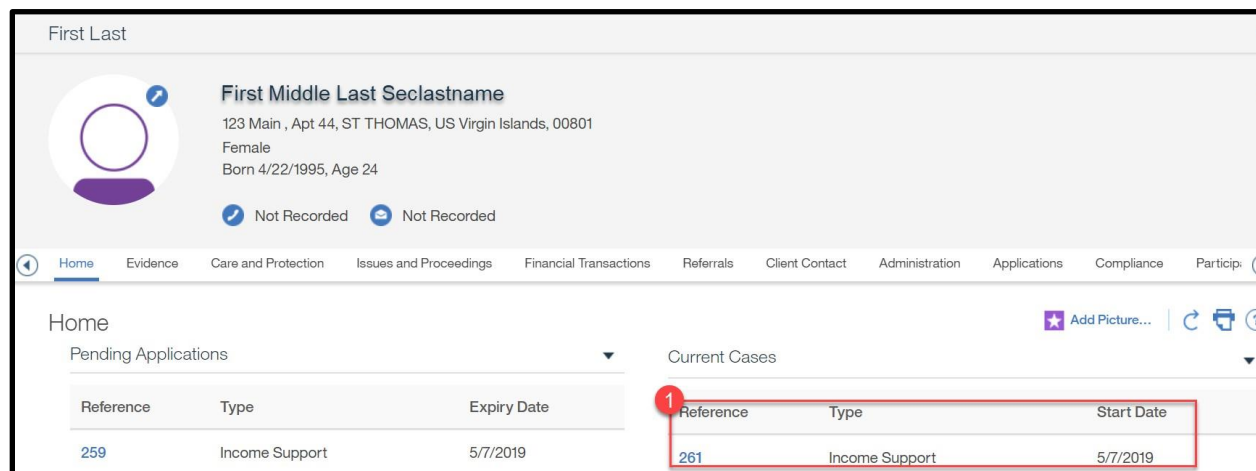 First Last
First Middle Last Seclastname
123 Main , Apt 44, ST THOMAS, US Virgin Islands, 00801
Female
Born 4/22/1995, Age 24
Not Recorded Not Recorded
Home Evidence Care and Protection Issues and Proceedings Financial Transactions Referrals Client Contact Administration Applications Compliance Particip
Home
Add Picture...
Pending Applications
Reference Type Expiry Date
259 Income Support 5/7/2019
Current Cases
1
Reference Type Start Date
261 Income Support 5/7/2019